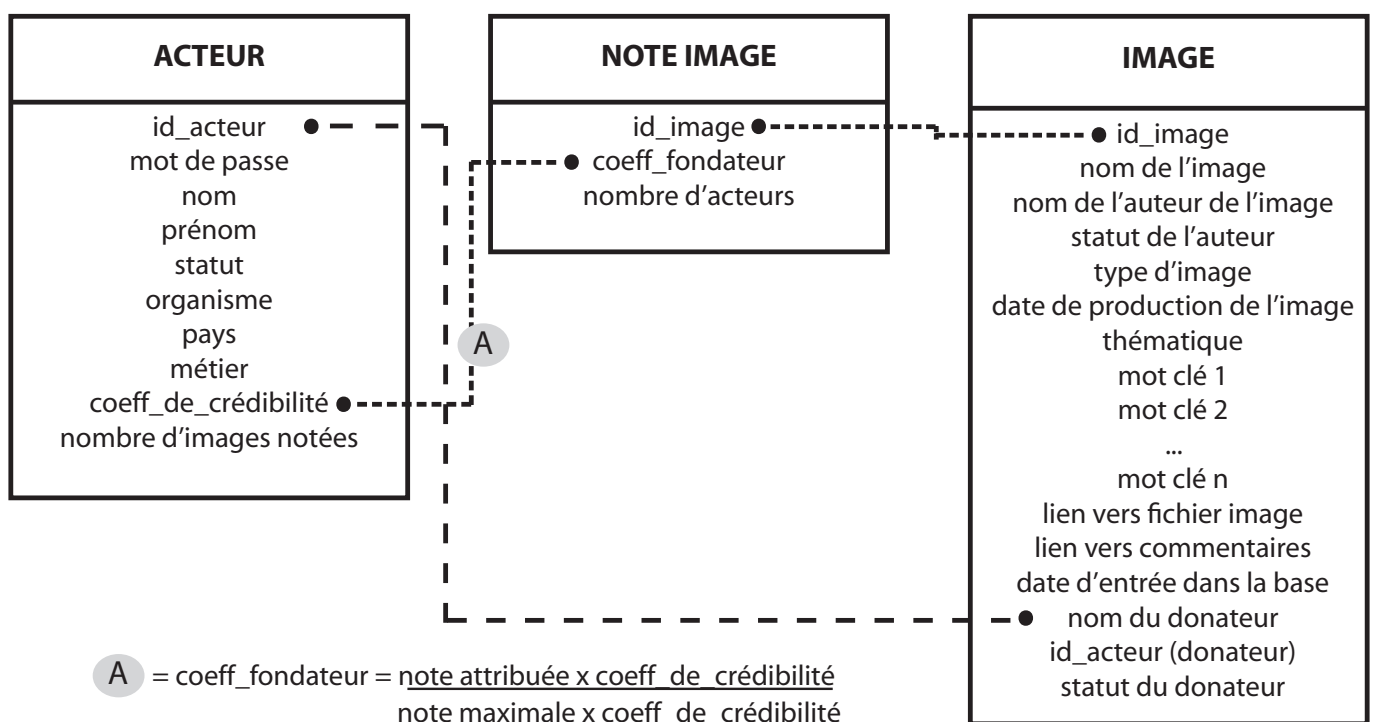 ACTEUR
id_acteur
mot de passe
nom
prénom
statut
organisme
pays
métier
coeff_de_crédibilité
nombre d'images notées
NOTE IMAGE
id_image
coeff_fondateur
nombre d'acteurs
IMAGE
id_image
nom de l'image
nom de l'auteur de l'image
statut de l'auteur
type d'image
date de production de l'image
thématique
mot clé 1
mot clé 2
...
mot clé n
lien vers fichier image
lien vers commentaires
date d'entrée dans la base
nom du donateur
id_acteur (donateur)
statut du donateur
A
A = coeff_fondateur = note attribuée x coeff_de_crédibilité
note maximale x coeff_de_crédibilité